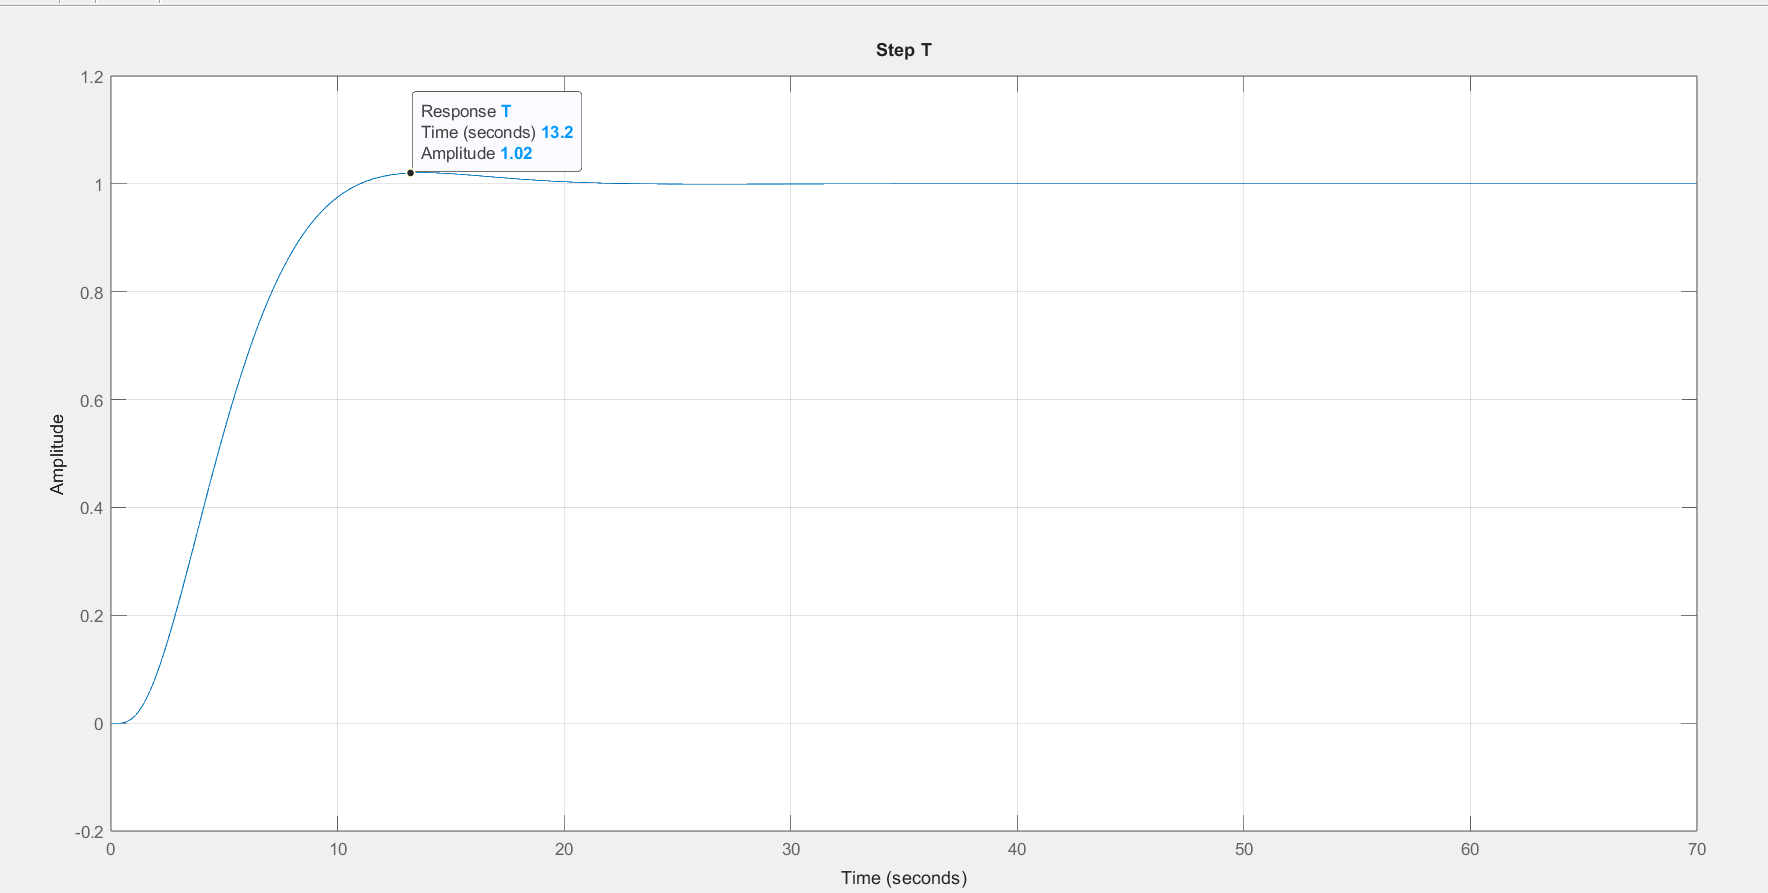 Step T
1.2
Response T
Time (seconds) 13.2
Amplitude 1.02
1
0.8
0.6
0.4
0.2
0
-0.2
Amplitude
0 10 20 30 40 50 60 70
Time (seconds)